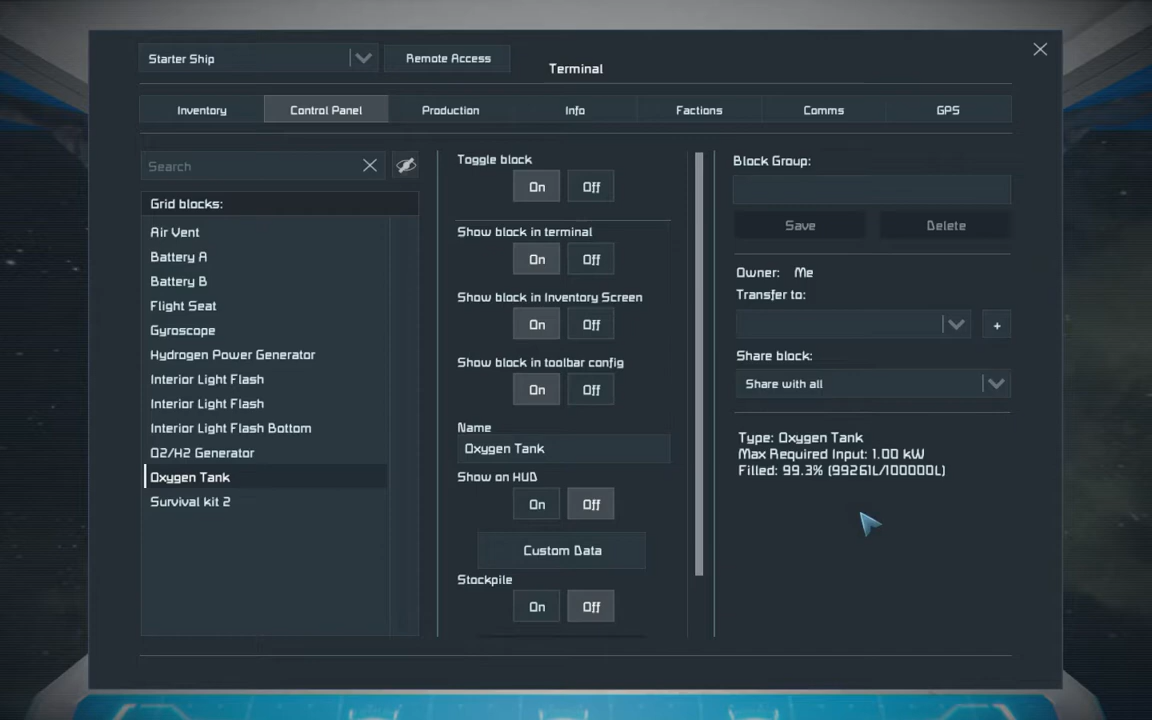 Starter Ship
Remote Access
Terminal
Inventory
Control Panel
Production
Info
Factions
Comms
GPS
Search
Grid blocks:
Air Vent
Battery A
Battery B
Flight Seat
Gyroscope
Hydrogen Power Generator
Interior Light Flash
Interior Light Flash
Interior Light Flash Bottom
O2/H2 Generator
Oxygen Tank
Survival kit 2
Toggle block
On Off
Show block in terminal
On Off
Show block in Inventory Screen
On Off
Show block in toolbar config
On Off
Name
Oxygen Tank
Show on HUD
On Off
Custom Data
Stockpile
On Off
Block Group:
Save Delete
Owner: Me
Transfer to:
+
Share block:
Share with all
Type: Oxygen Tank
Max Required Input: 1.00 kW
Filled: 99.3% (99261L/100000L)